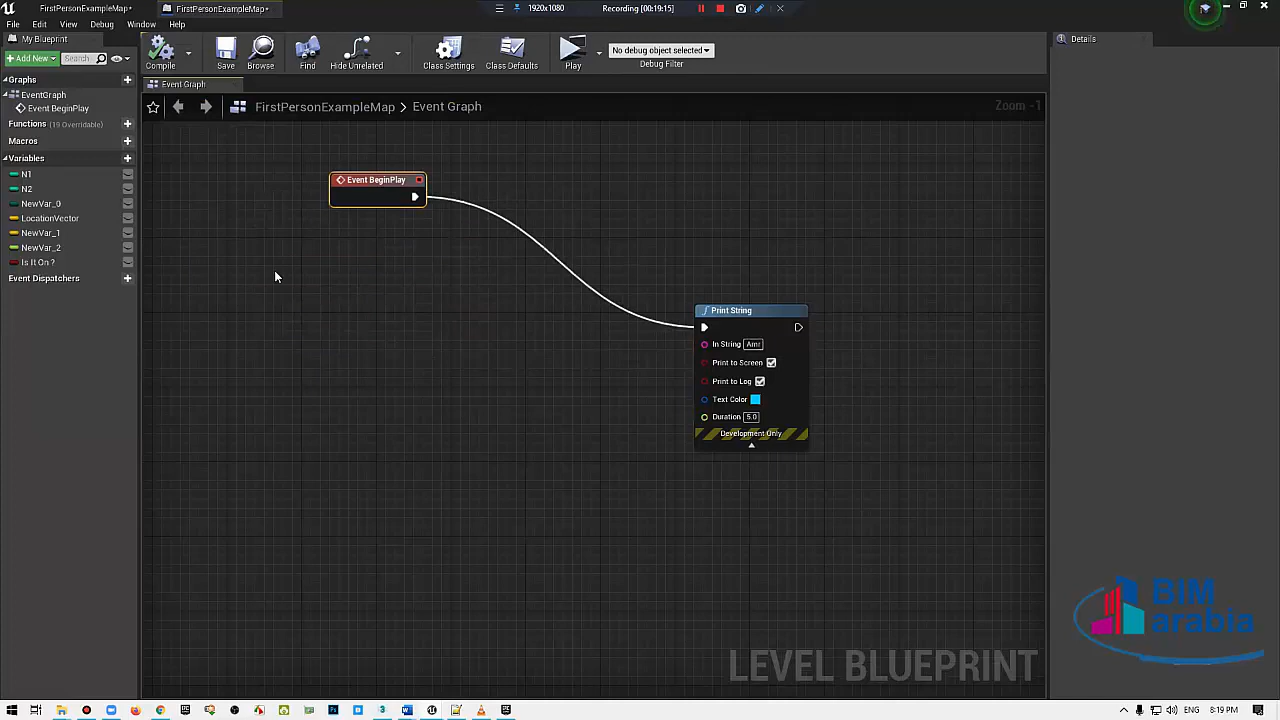 FirstPersonExampleMap*
FirstPersonExampleMap*
1920x1080
Recording [00:19:15]
File Edit View Debug Window Help
My Blueprint
Add New
Search
Compile
Save
Browse
Find
Hide Unrelated
Class Settings
Class Defaults
Play
No debug object selected
Debug Filter
Details
Graphs
EventGraph
Event BeginPlay
Functions (19 Overridable)
Macros
Variables
N1
N2
NewVar_0
LocationVector
NewVar_1
NewVar_2
Is It On ?
Event Dispatchers
Event Graph
FirstPersonExampleMap > Event Graph
Zoom -1
Event BeginPlay
Print String
In String Amr
Print to Screen
Print to Log
Text Color
Duration 5.0
Development Only
LEVEL BLUEPRINT
BIM
arabia
ENG
8:19 PM